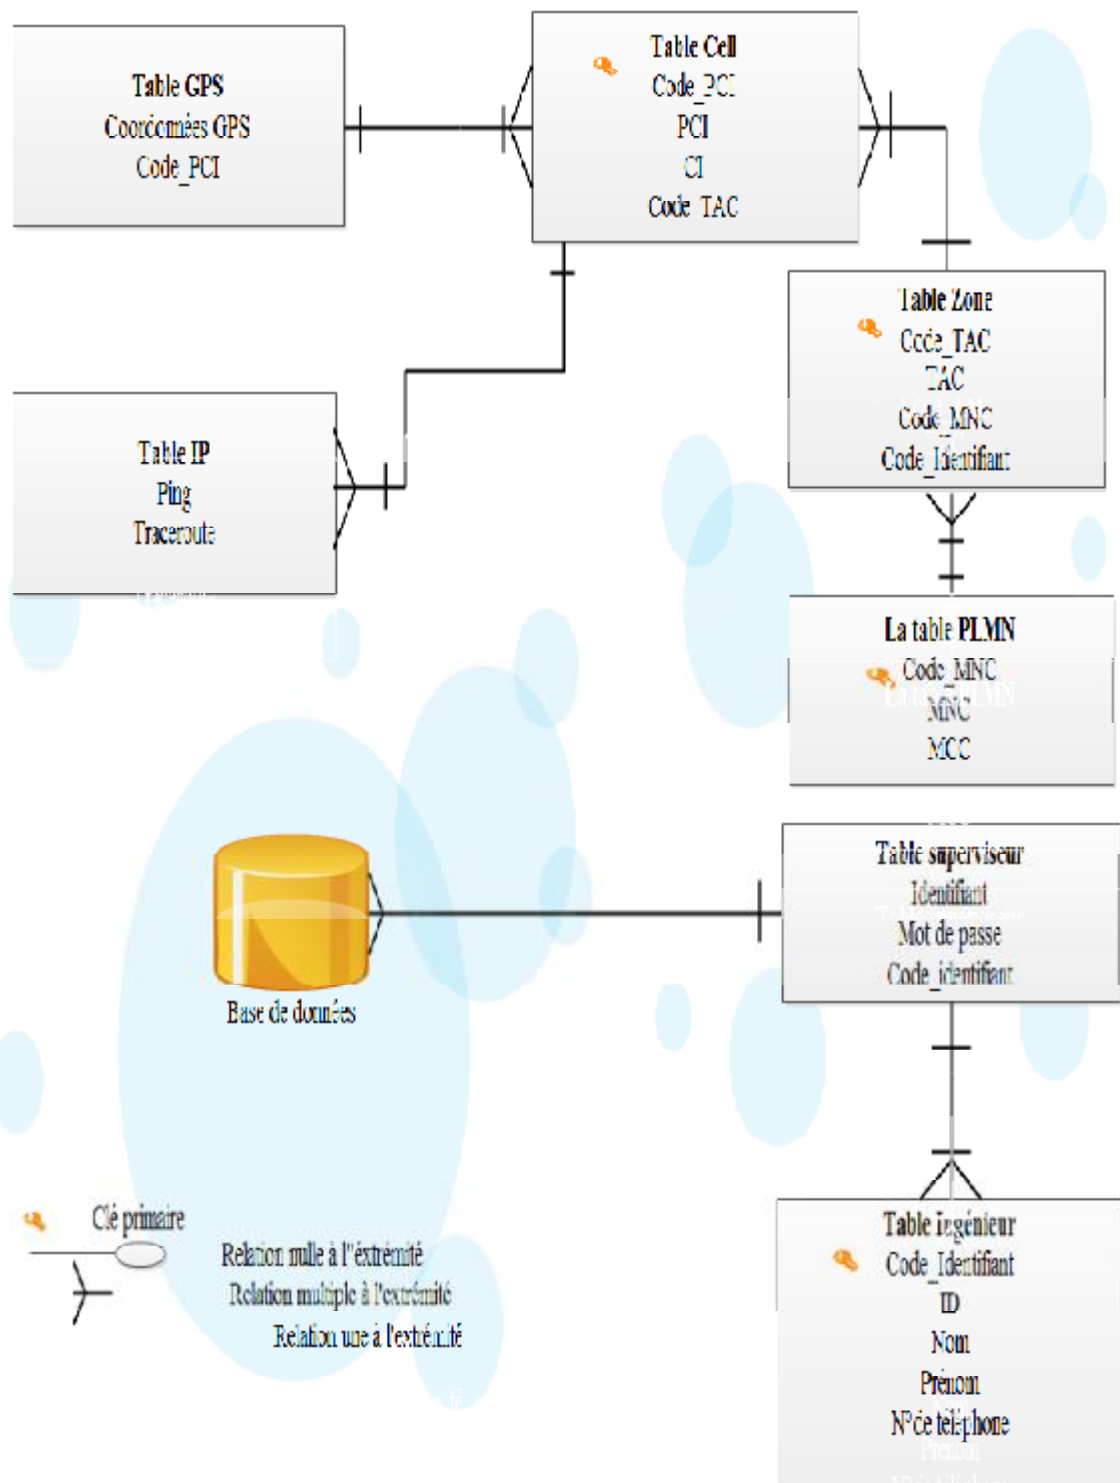 Table GPS
Coordonnées GPS
Code_PCI
Table Cell
Code_PCI
PCI
CI
Code_TAC
Table Zone
Code_TAC
TAC
Code_MNC
Code_Identifiant
Table IP
Ping
Traceroute
La table PLMN
Code_MNC
MNC
MCC
Table superviseur
Identifiant
Mot de passe
Code_identifiant
Base de données
Table ingénieur
Code_Identifiant
ID
Nom
Prénom
N°de téléphone
Clé primaire
Relation nulle à l''éxtrémité
Relation multiple à l'extrémité
Relation une à l'extrémité